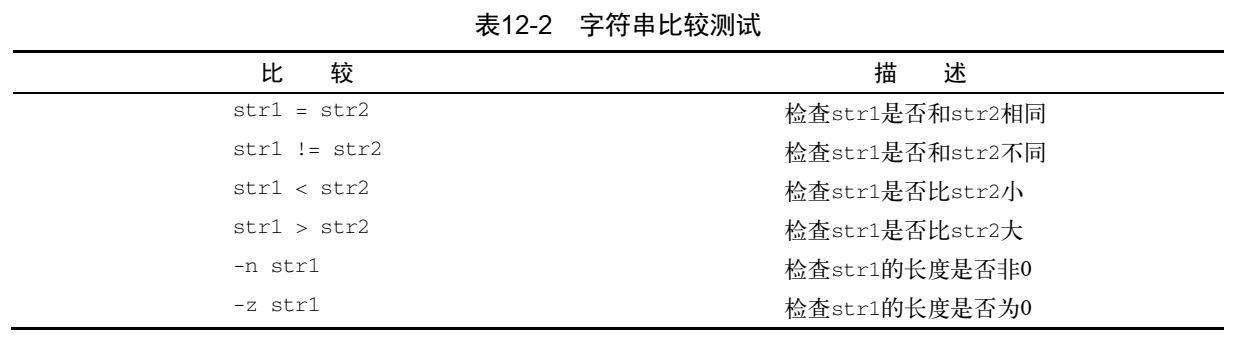 表12-2 字符串比较测试
比 较 描 述
str1 = str2 检查str1是否和str2相同
str1 != str2 检查str1是否和str2不同
str1 < str2 检查str1是否比str2小
str1 > str2 检查str1是否比str2大
-n str1 检查str1的长度是否非0
-z str1 检查str1的长度是否为0